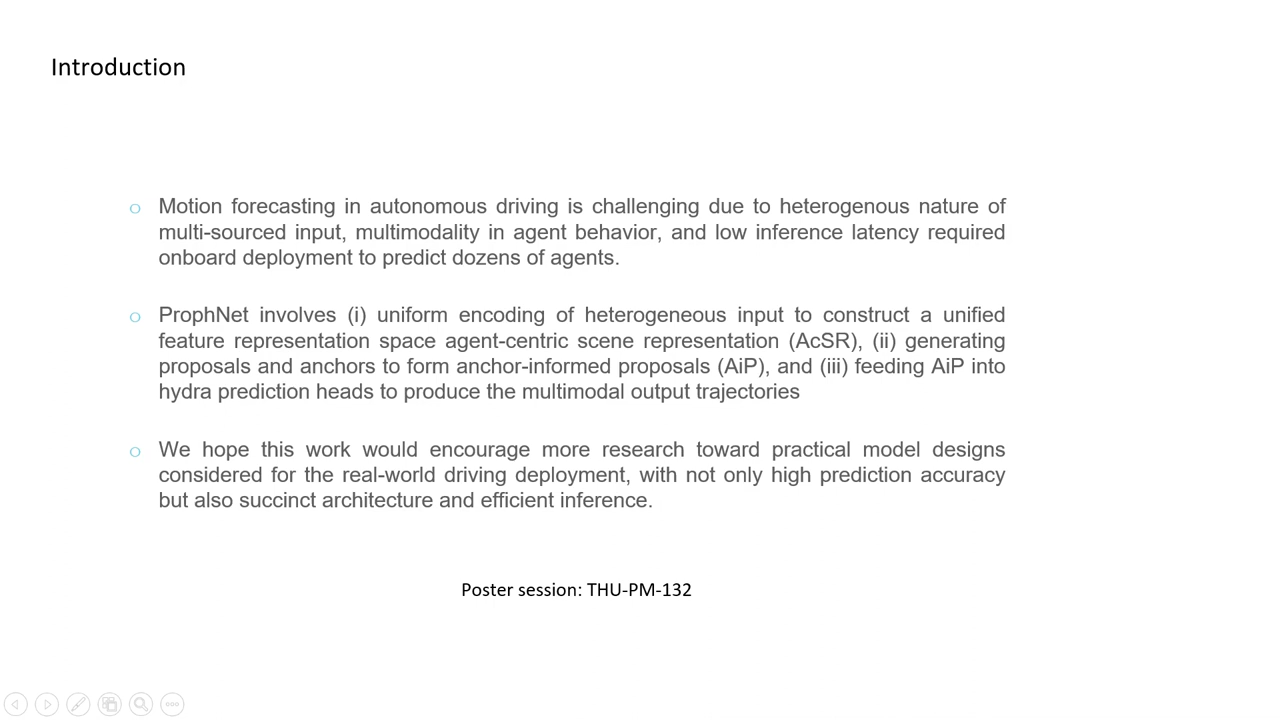 Introduction
Motion forecasting in autonomous driving is challenging due to heterogenous nature of
multi-sourced input, multimodality in agent behavior, and low inference latency required
onboard deployment to predict dozens of agents.
ProphNet involves (i) uniform encoding of heterogeneous input to construct a unified
feature representation space agent-centric scene representation (AcSR), (ii) generating
proposals and anchors to form anchor-informed proposals (AiP), and (iii) feeding AiP into
hydra prediction heads to produce the multimodal output trajectories
We hope this work would encourage more research toward practical model designs
considered for the real-world driving deployment, with not only high prediction accuracy
but also succinct architecture and efficient inference.
Poster session: THU-PM-132